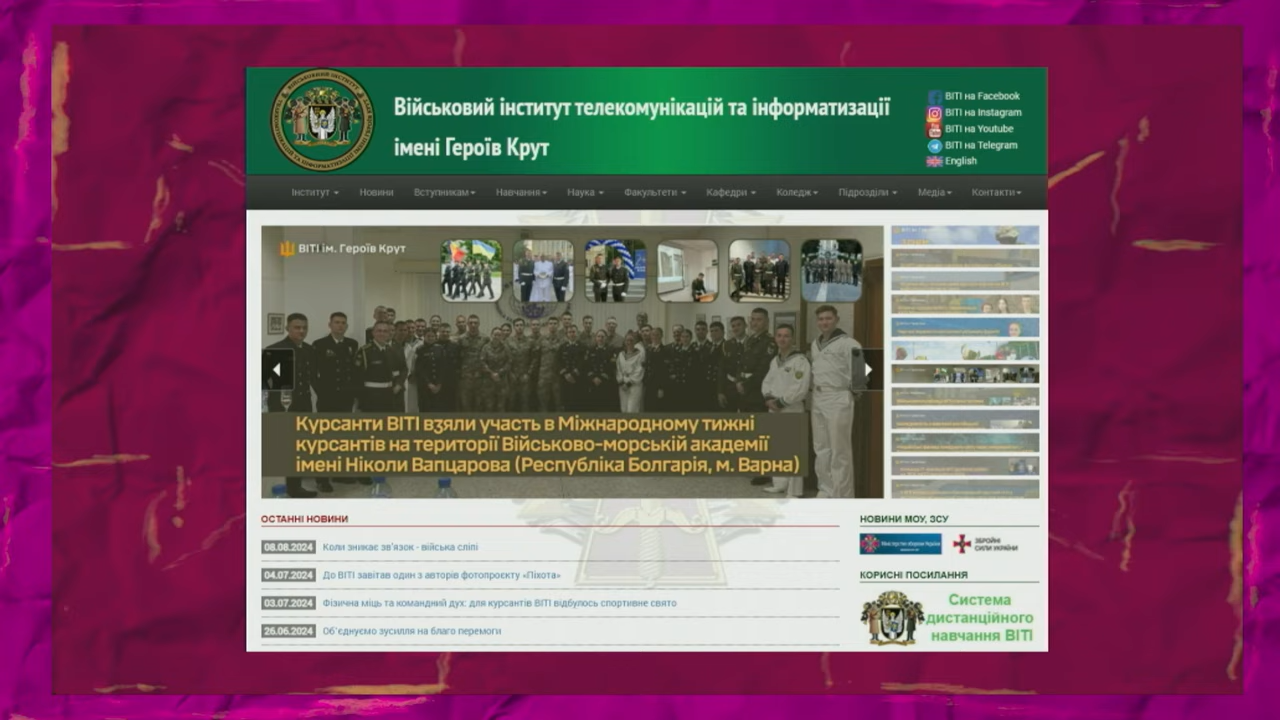 Військовий інститут телекомунікацій та інформатизації
імені Героїв Крут
ВІТІ на Facebook
ВІТІ на Instagram
ВІТІ на Youtube
ВІТІ на Telegram
English
Інститут Новини Вступникам Навчання Наука Факультети Кафедри Коледж Підрозділи Медіа Контакти
ВІТІ ім. Героїв Крут
Курсанти ВІТІ взяли участь в Міжнародному тижні
курсантів на території Військово-морській академії
імені Ніколи Вапцарова (Республіка Болгарія, м. Варна)
ОСТАННІ НОВИНИ
08.08.2024 Коли зникає зв'язок - війська сліпі
04.07.2024 До ВІТІ завітав один з авторів фотопроєкту «Піхота»
03.07.2024 Фізична міць та командний дух: для курсантів ВІТІ відбулось спортивне свято
26.06.2024 Об'єднуємо зусилля на благо перемоги
НОВИНИ МОУ, ЗСУ
Міністерство оборони України
ЗБРОЙНІ
СИЛИ УКРАЇНИ
КОРИСНІ ПОСИЛАННЯ
Система
дистанційного
навчання ВІТІ